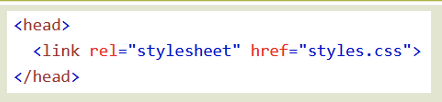 <head>
  <link rel="stylesheet" href="styles.css">
</head>